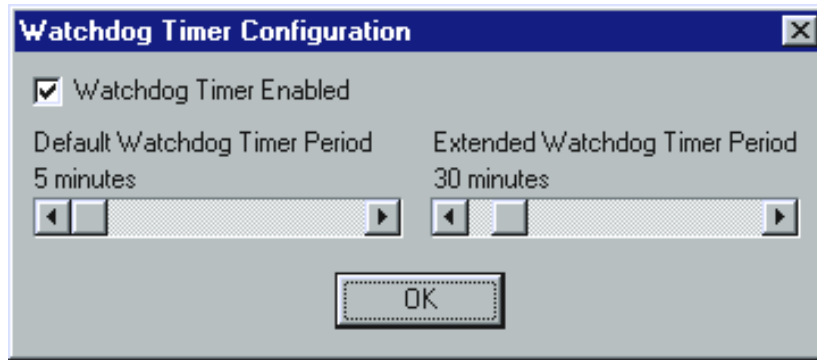 Watchdog Timer Configuration
Watchdog Timer Enabled
Default Watchdog Timer Period
5 minutes
Extended Watchdog Timer Period
30 minutes
OK